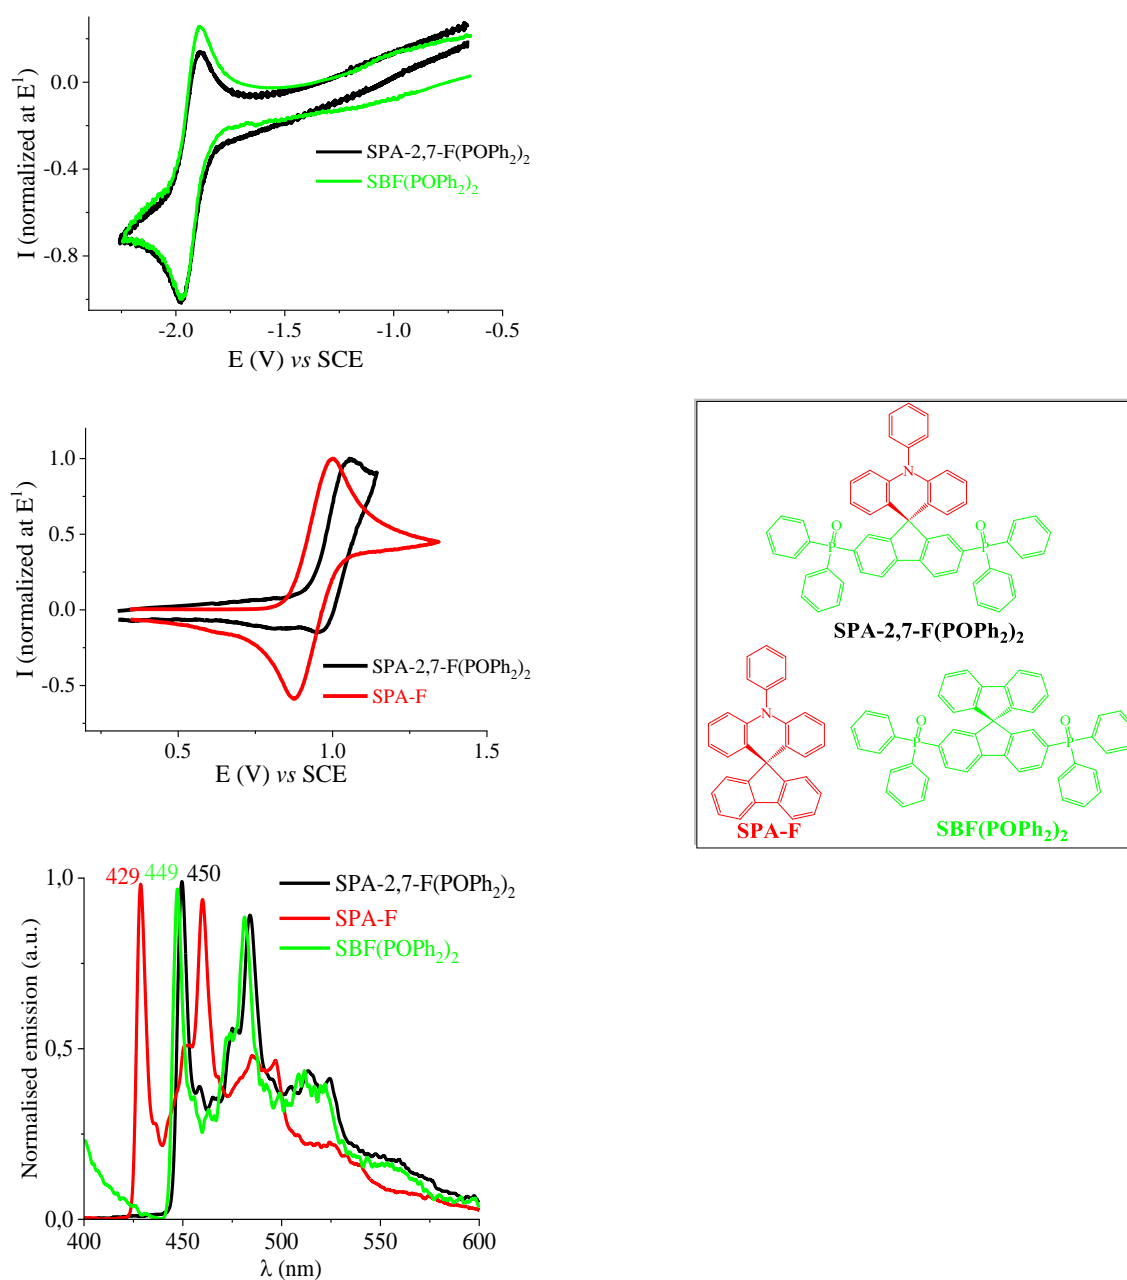 0.0
-0.4
-0.8
I (normalized at E¹)
SPA-2,7-F(POPh₂)₂
SBF(POPh₂)₂
-2.0 -1.5 -1.0 -0.5
E (V) vs SCE
1.0
0.5
0.0
-0.5
I (normalized at E¹)
SPA-2,7-F(POPh₂)₂
SPA-F
0.5 1.0 1.5
E (V) vs SCE
N
O O
P P
SPA-2,7-F(POPh₂)₂
N
SPA-F
O O
P P
SBF(POPh₂)₂
429 449 450
SPA-2,7-F(POPh₂)₂
SPA-F
SBF(POPh₂)₂
1,0
0,5
0,0
Normalised emission (a.u.)
400 450 500 550 600
λ (nm)